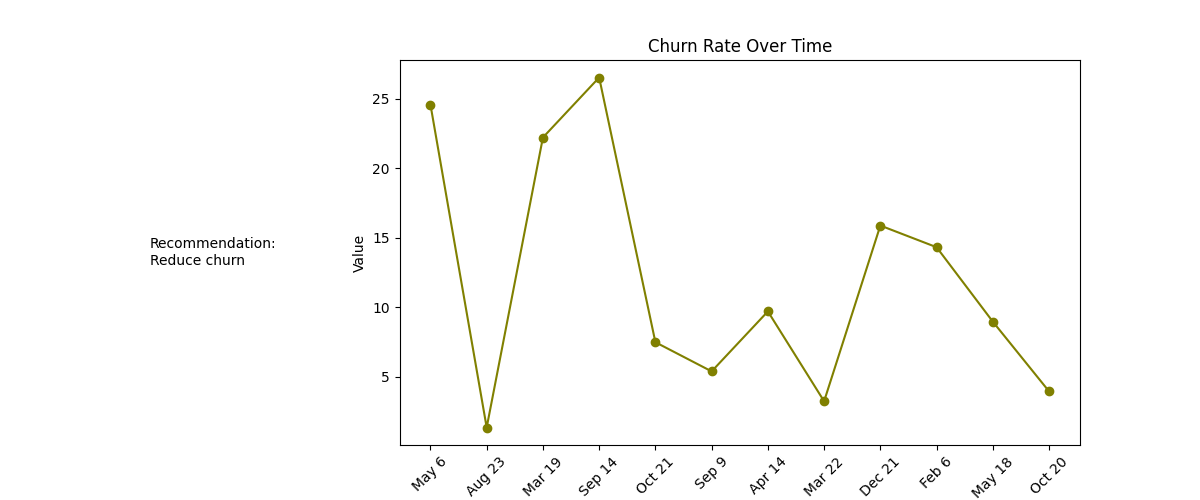 Churn Rate Over Time
Recommendation:
Reduce churn
Value
25
20
15
10
5
May 6
Aug 23
Mar 19
Sep 14
Oct 21
Sep 9
Apr 14
Mar 22
Dec 21
Feb 6
May 18
Oct 20